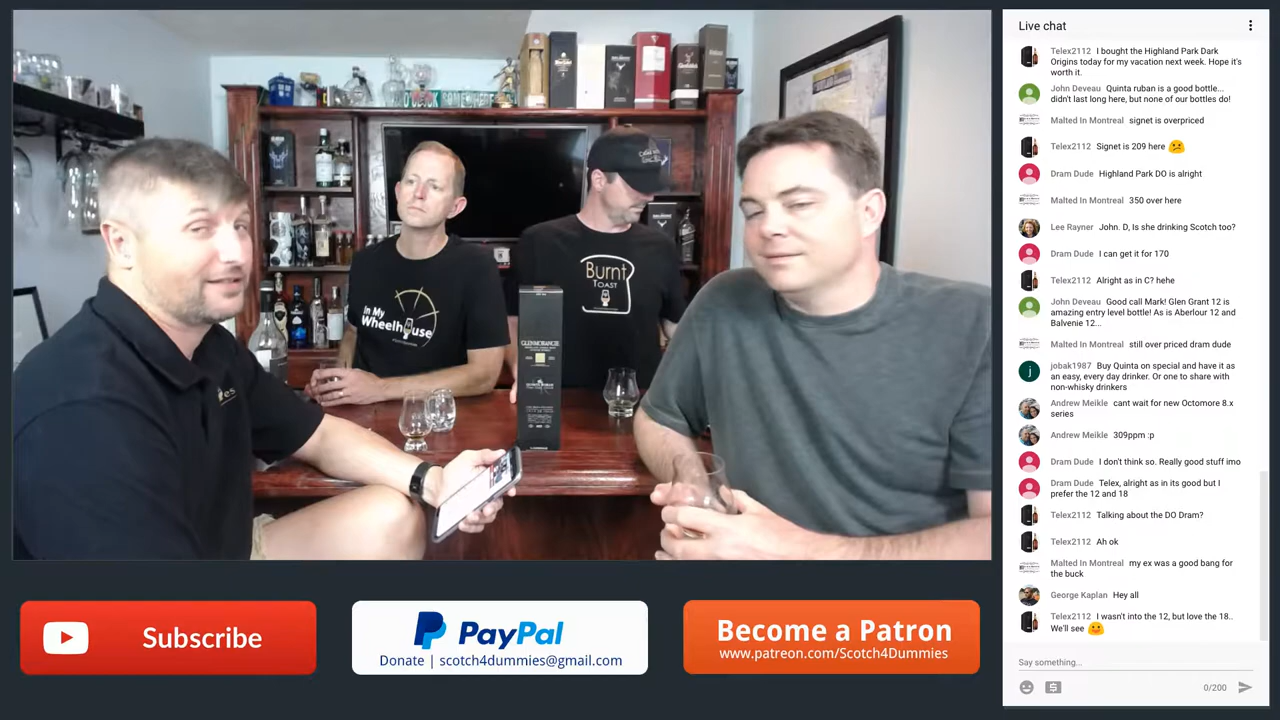 In My
Wheelhouse
Burnt
TOAST
GLENMORANGIE
Subscribe
PayPal
Donate | scotch4dummies@gmail.com
Become a Patron
www.patreon.com/Scotch4Dummies
Live chat
Telex2112 I bought the Highland Park Dark
Origins today for my vacation next week. Hope it's
worth it.
John Deveau Quinta ruban is a good bottle...
didn't last long here, but none of our bottles do!
Malted In Montreal signet is overpriced
Telex2112 Signet is 209 here
Dram Dude Highland Park DO is alright
Malted In Montreal 350 over here
Lee Rayner John. D, Is she drinking Scotch too?
Dram Dude I can get it for 170
Telex2112 Alright as in C? hehe
John Deveau Good call Mark! Glen Grant 12 is
amazing entry level bottle! As is Aberlour 12 and
Balvenie 12...
Malted In Montreal still over priced dram dude
j
jobak1987 Buy Quinta on special and have it as
an easy, every day drinker. Or one to share with
non-whisky drinkers
Andrew Meikle cant wait for new Octomore 8.x
series
Andrew Meikle 309ppm :p
Dram Dude I don't think so. Really good stuff imo
Dram Dude Telex, alright as in its good but I
prefer the 12 and 18
Telex2112 Talking about the DO Dram?
Telex2112 Ah ok
Malted In Montreal my ex was a good bang for
the buck
George Kaplan Hey all
Telex2112 I wasn't into the 12, but love the 18..
We'll see
Say something...
0/200